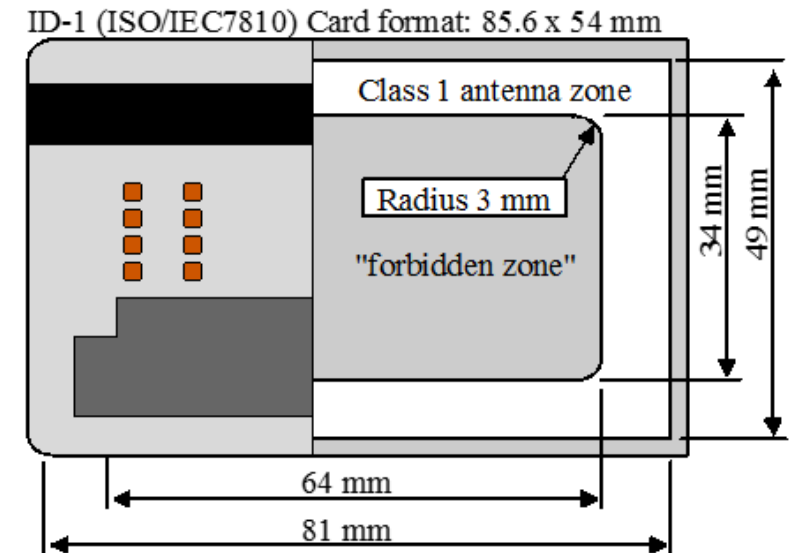 ID-1 (ISO/IEC7810) Card format: 85.6 x 54 mm
Class 1 antenna zone
Radius 3 mm
"forbidden zone"
34 mm
49 mm
64 mm
81 mm